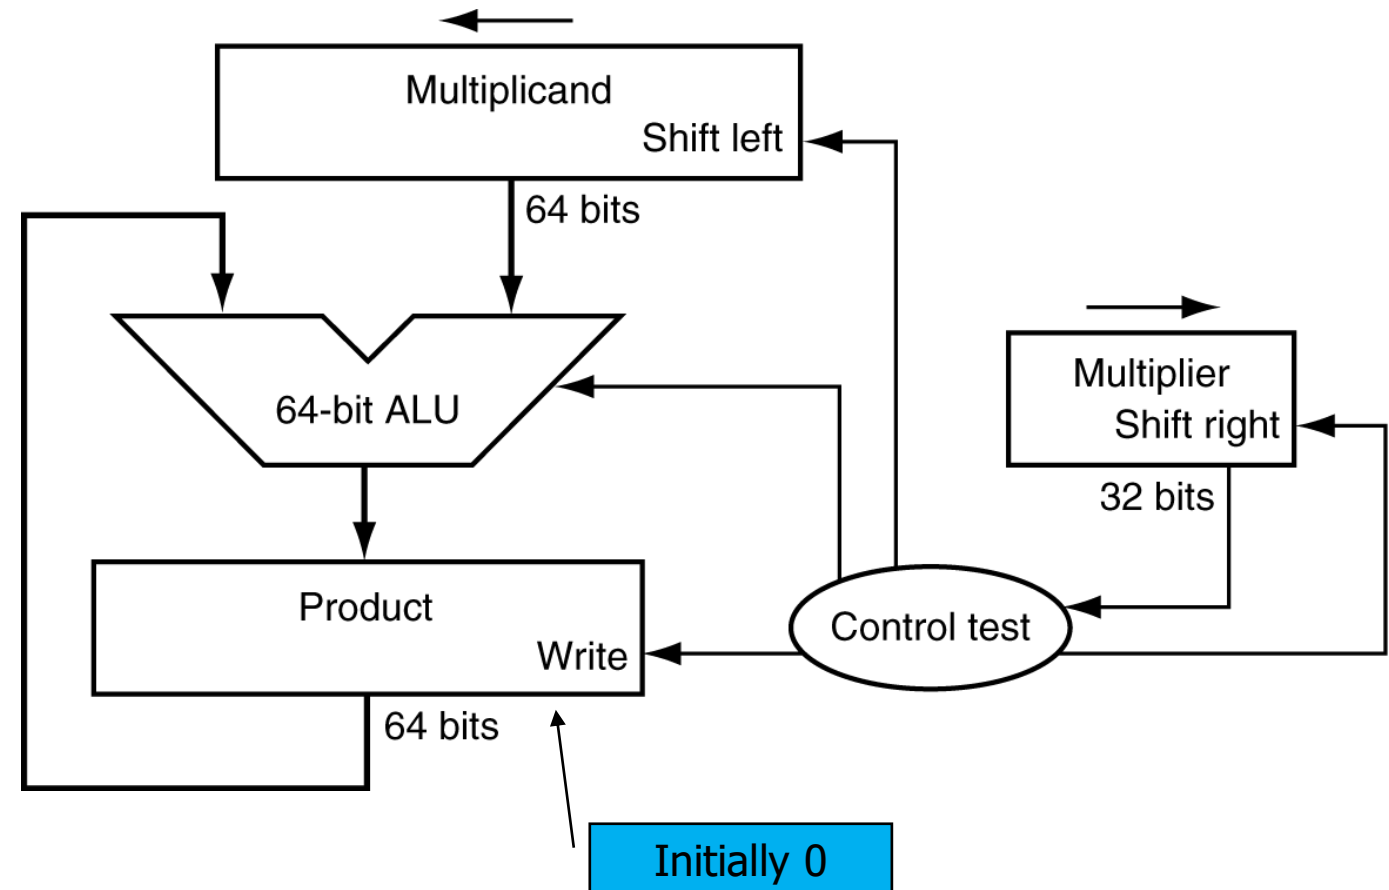 Multiplicand
Shift left
64 bits
64-bit ALU
Multiplier
Shift right
32 bits
Product
Write
Control test
64 bits
Initially 0